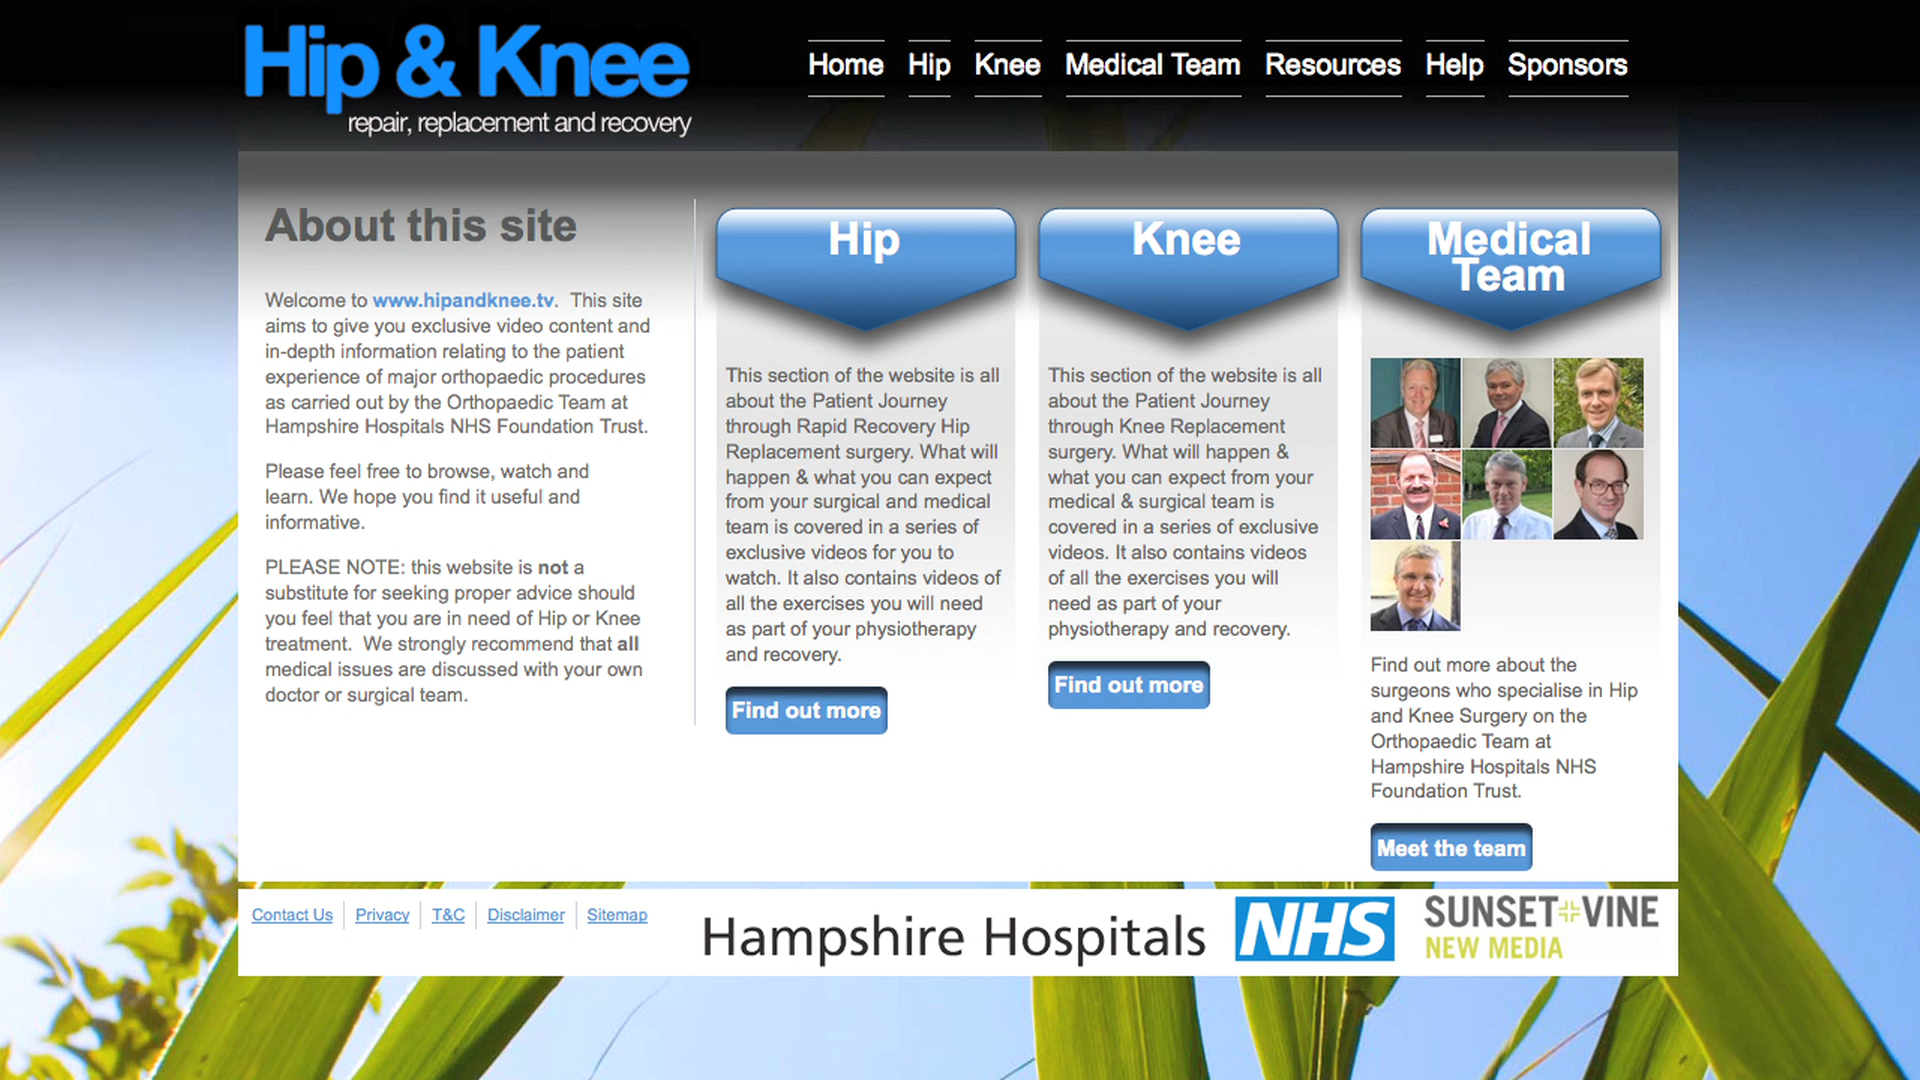 Hip & Knee
repair, replacement and recovery
Home Hip Knee Medical Team Resources Help Sponsors
About this site
Welcome to www.hipandknee.tv. This site
aims to give you exclusive video content and
in-depth information relating to the patient
experience of major orthopaedic procedures
as carried out by the Orthopaedic Team at
Hampshire Hospitals NHS Foundation Trust.
Please feel free to browse, watch and
learn. We hope you find it useful and
informative.
PLEASE NOTE: this website is not a
substitute for seeking proper advice should
you feel that you are in need of Hip or Knee
treatment. We strongly recommend that all
medical issues are discussed with your own
doctor or surgical team.
Hip
This section of the website is all
about the Patient Journey
through Rapid Recovery Hip
Replacement surgery. What will
happen & what you can expect
from your surgical and medical
team is covered in a series of
exclusive videos for you to
watch. It also contains videos of
all the exercises you will need
as part of your physiotherapy
and recovery.
Find out more
Knee
This section of the website is all
about the Patient Journey
through Knee Replacement
surgery. What will happen &
what you can expect from your
medical & surgical team is
covered in a series of exclusive
videos. It also contains videos
of all the exercises you will
need as part of your
physiotherapy and recovery.
Find out more
Medical
Team
Find out more about the
surgeons who specialise in Hip
and Knee Surgery on the
Orthopaedic Team at
Hampshire Hospitals NHS
Foundation Trust.
Meet the team
Contact Us Privacy T&C Disclaimer Sitemap
Hampshire Hospitals NHS
SUNSET+VINE
NEW MEDIA